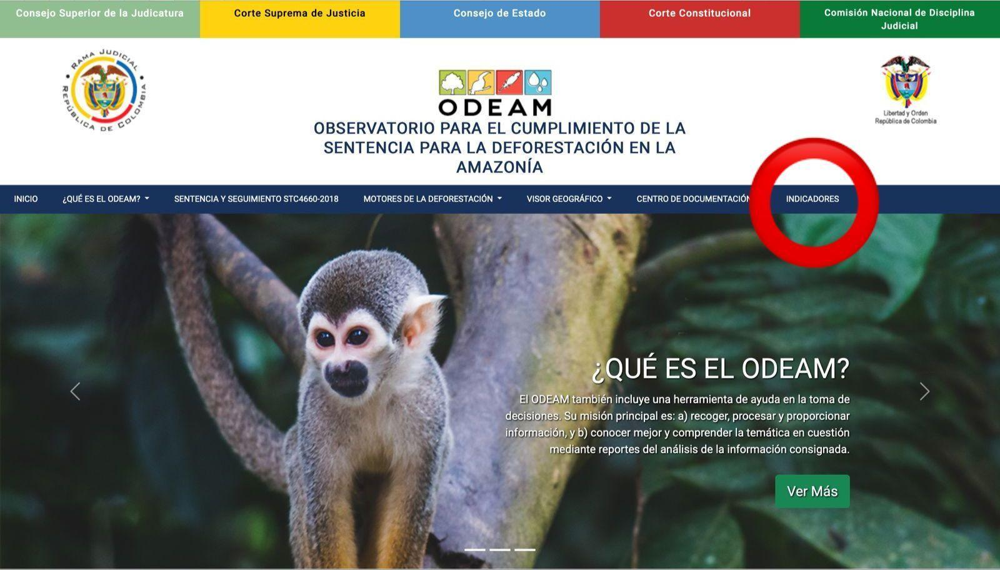 Consejo Superior de la Judicatura
Corte Suprema de Justicia
Consejo de Estado
Corte Constitucional
Comisión Nacional de Disciplina
Judicial
RAMA JUDICIAL
REPÚBLICA DE COLOMBIA
ODEAM
OBSERVATORIO PARA EL CUMPLIMIENTO DE LA
SENTENCIA PARA LA DEFORESTACIÓN EN LA
AMAZONÍA
Libertad y Orden
República de Colombia
INICIO
¿QUÉ ES EL ODEAM?
SENTENCIA Y SEGUIMIENTO STC4660-2018
MOTORES DE LA DEFORESTACIÓN
VISOR GEOGRÁFICO
CENTRO DE DOCUMENTACIÓN
INDICADORES
¿QUÉ ES EL ODEAM?
El ODEAM también incluye una herramienta de ayuda en la toma de
decisiones. Su misión principal es: a) recoger, procesar y proporcionar
información, y b) conocer mejor y comprender la temática en cuestión
mediante reportes del análisis de la información consignada.
Ver Más